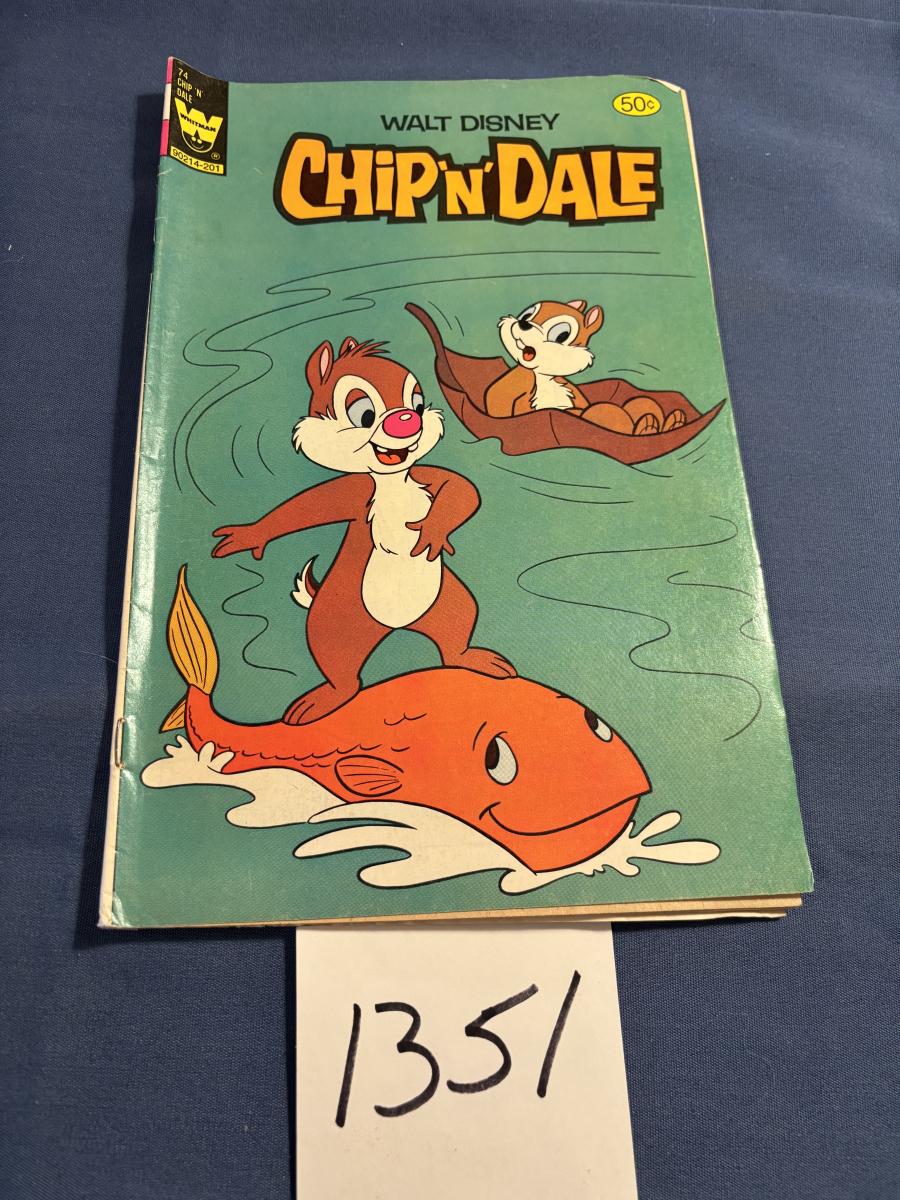 74
CHIP 'N'
DALE
W
WHITMAN
®
90214-201
50¢
WALT DISNEY
CHIP 'N' DALE
1351